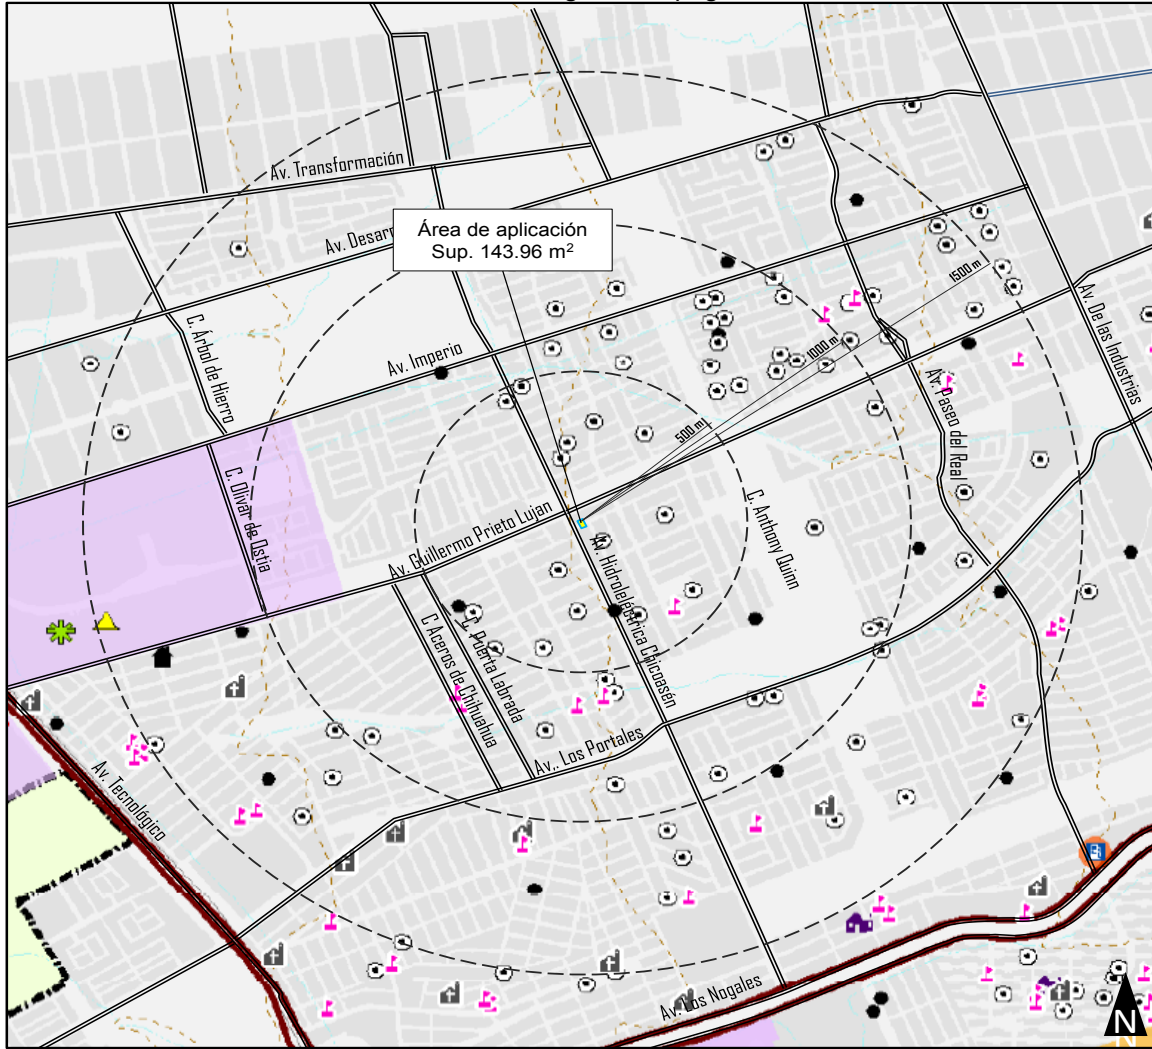 Av. Transformación
Área de aplicación
Sup. 143.96 m²
Av. Desarr
1500 m
Av. De las Industrias
C. Árbol de Hierro
Av. Imperio
1000 m
Av. Paseo del Real
500 m
C. Olivar de Ostia
Av. Guillermo Prieto Lujan
C. Anthony Quinn
Av. Hidroleléctrica Chicoasén
C. Puerta Labrada
C Aceros de Chihuahua
Av,. Los Portales
Av. Tecnológico
Av. Los Nogales
N
N